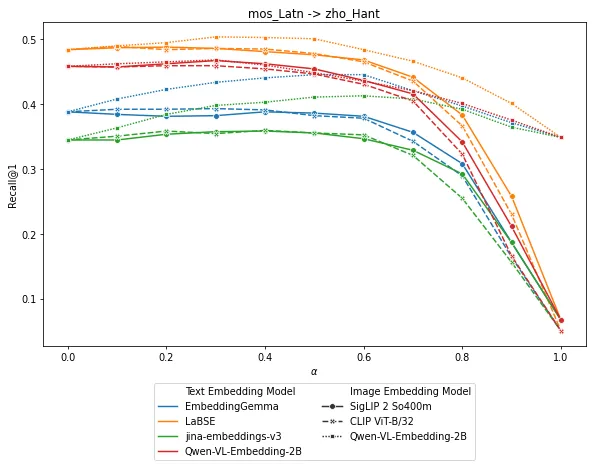 mos_Latn -> zho_Hant
Recall@1
0.5
0.4
0.3
0.2
0.1
0.0 0.2 0.4 0.6 0.8 1.0
α
Text Embedding Model
EmbeddingGemma
LaBSE
jina-embeddings-v3
Qwen-VL-Embedding-2B
Image Embedding Model
SigLIP 2 So400m
CLIP ViT-B/32
Qwen-VL-Embedding-2B